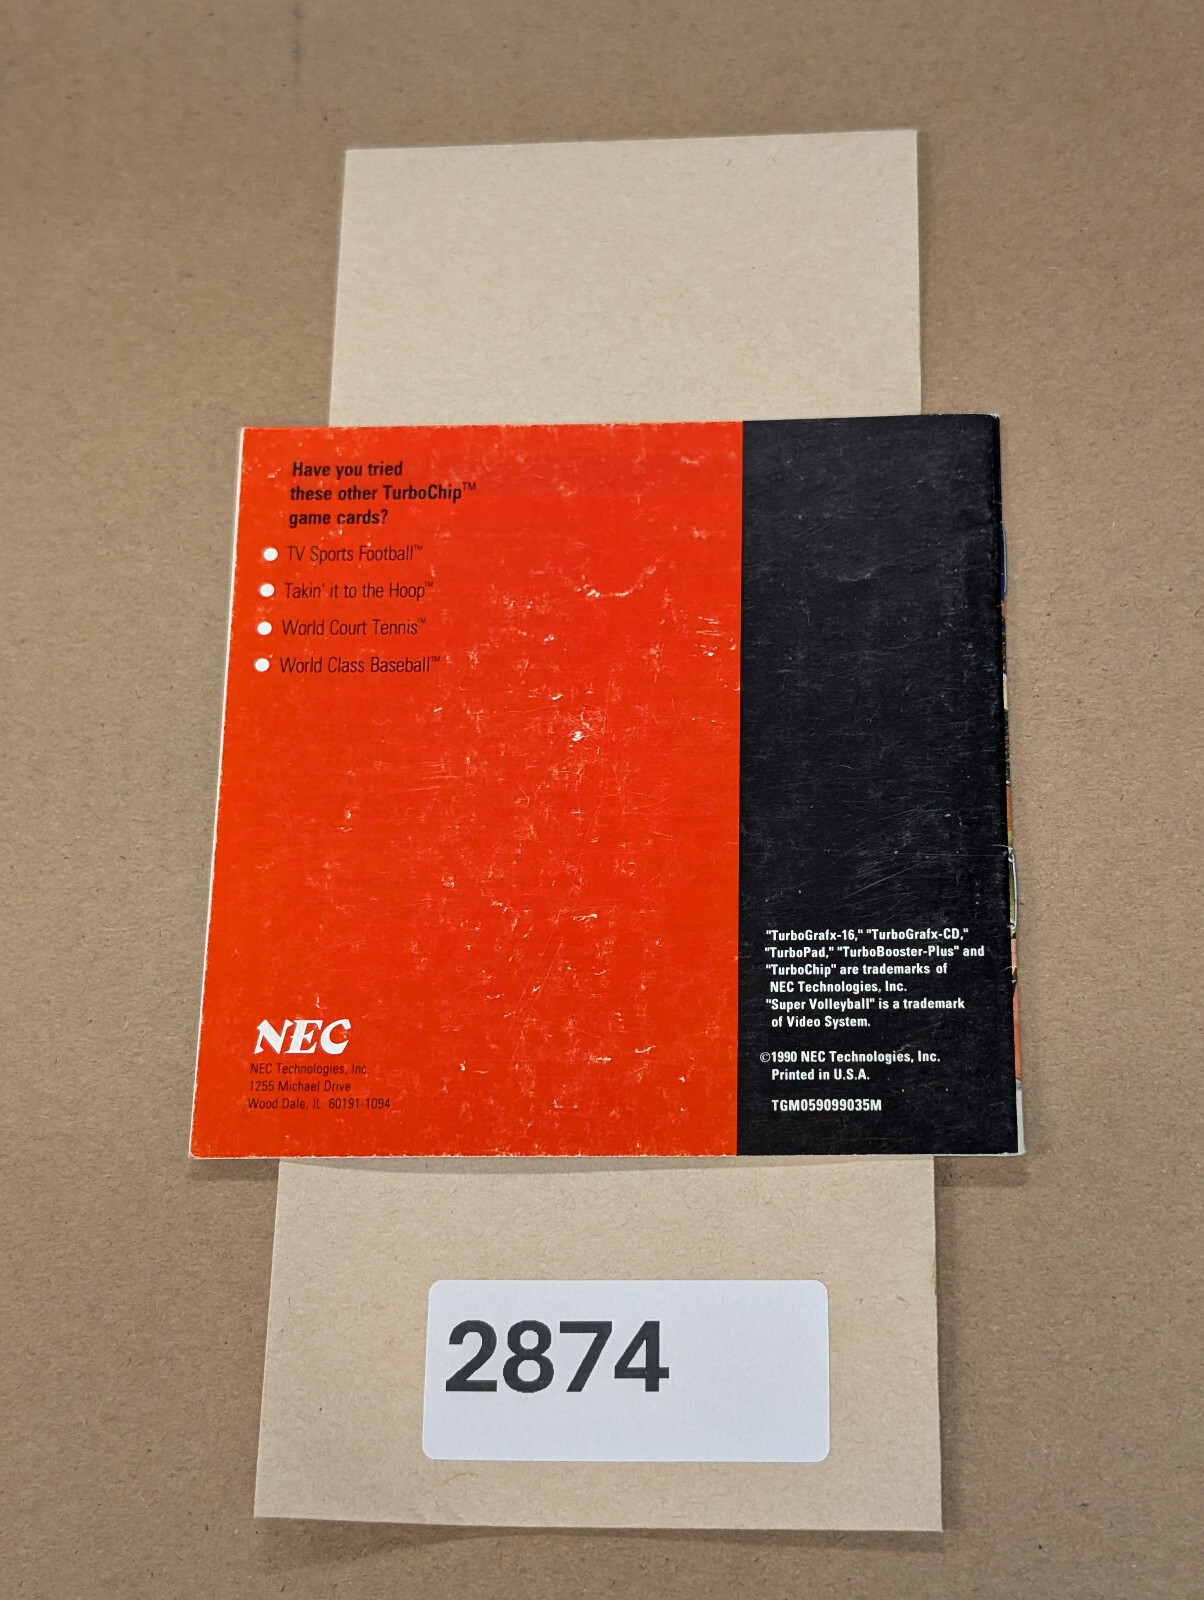 Have you tried
these other TurboChip™
game cards?
TV Sports Football™
Takin' it to the Hoop™
World Court Tennis™
World Class Baseball™
NEC
NEC Technologies, Inc.
1255 Michael Drive
Wood Dale, IL 60191-1094
"TurboGrafx-16," "TurboGrafx-CD,"
"TurboPad," "TurboBooster-Plus" and
"TurboChip" are trademarks of
NEC Technologies, Inc.
"Super Volleyball" is a trademark
of Video System.
©1990 NEC Technologies, Inc.
Printed in U.S.A.
TGM059099035M
2874